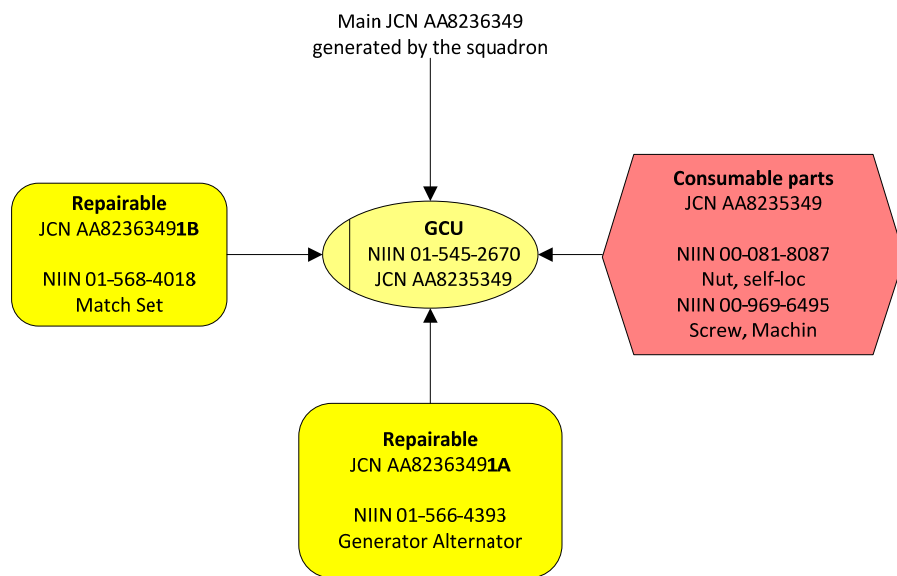 Main JCN AA8236349
generated by the squadron
Repairable
JCN AA82363491B
NIIN 01-568-4018
Match Set
GCU
NIIN 01-545-2670
JCN AA8235349
Consumable parts
JCN AA8235349
NIIN 00-081-8087
Nut, self-loc
NIIN 00-969-6495
Screw, Machin
Repairable
JCN AA82363491A
NIIN 01-566-4393
Generator Alternator